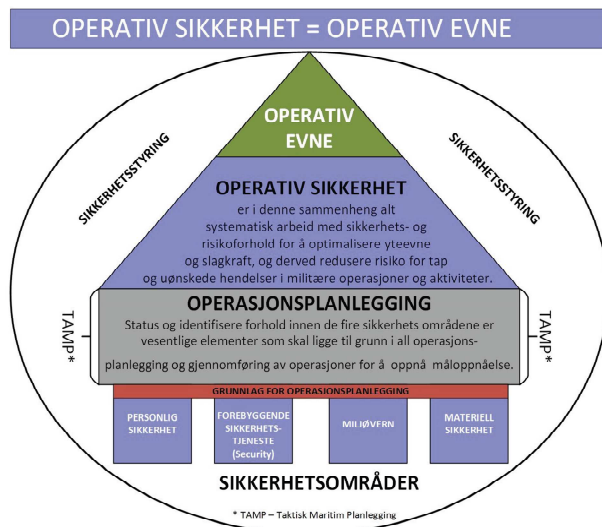 OPERATIV SIKKERHET = OPERATIV EVNE
OPERATIV
EVNE
SIKKERHETSSTYRING
SIKKERHETSSTYRING
OPERATIV SIKKERHET
er i denne sammenheng alt
systematisk arbeid med sikkerhets- og
risikoforhold for å optimalisere yteevne
og slagkraft, og derved redusere risiko for tap
og uønskede hendelser i militære operasjoner og aktiviteter.
TAMP*
OPERASJONSPLANLEGGING
Status og identifisere forhold innen de fire sikkerhets områdene er
vesentlige elementer som skal ligge til grunn i all operasjons-
planlegging og gjennomføring av operasjoner for å oppnå måloppnåelse.
TAMP*
GRUNNLAG FOR OPERASJONSPLANLEGGING
PERSONLIG
SIKKERHET
FOREBYGGENDE
SIKKERHETS-
TJENESTE
(Security)
MILJØVERN
MATERIELL
SIKKERHET
SIKKERHETSOMRÅDER
* TAMP – Taktisk Maritim Planlegging